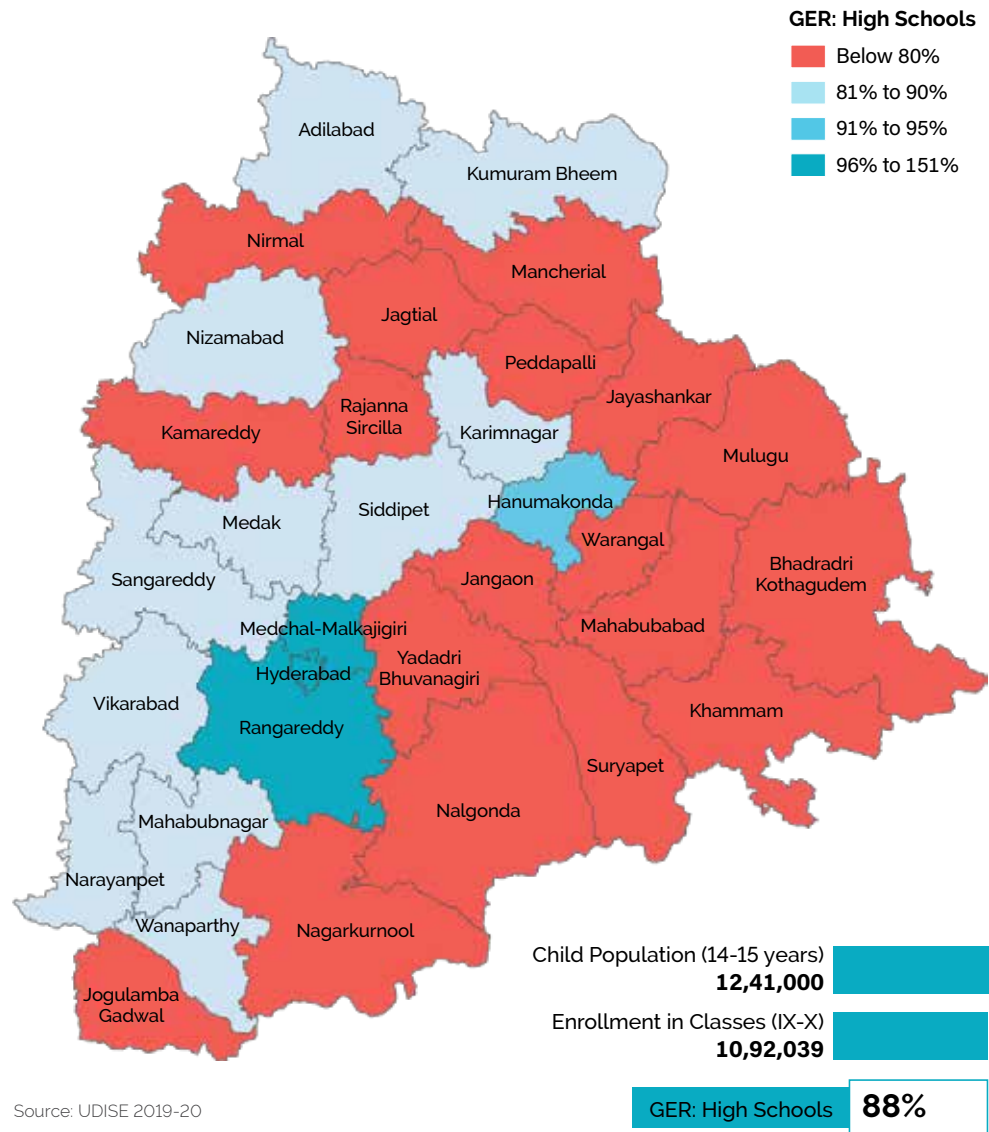 GER: High Schools
Below 80%
81% to 90%
91% to 95%
96% to 151%
Adilabad
Kumuram Bheem
Nirmal
Mancherial
Jagtial
Nizamabad
Peddapalli
Jayashankar
Rajanna
Sircilla
Kamareddy
Karimnagar
Mulugu
Hanumakonda
Siddipet
Medak
Warangal
Bhadradri
Kothagudem
Sangareddy
Jangaon
Mahabubabad
Medchal-Malkajigiri
Yadadri
Bhuvanagiri
Hyderabad
Vikarabad
Khammam
Rangareddy
Suryapet
Nalgonda
Mahabubnagar
Narayanpet
Wanaparthy
Nagarkurnool
Jogulamba
Gadwal
Child Population (14-15 years)
12,41,000
Enrollment in Classes (IX-X)
10,92,039
GER: High Schools 88%
Source: UDISE 2019-20